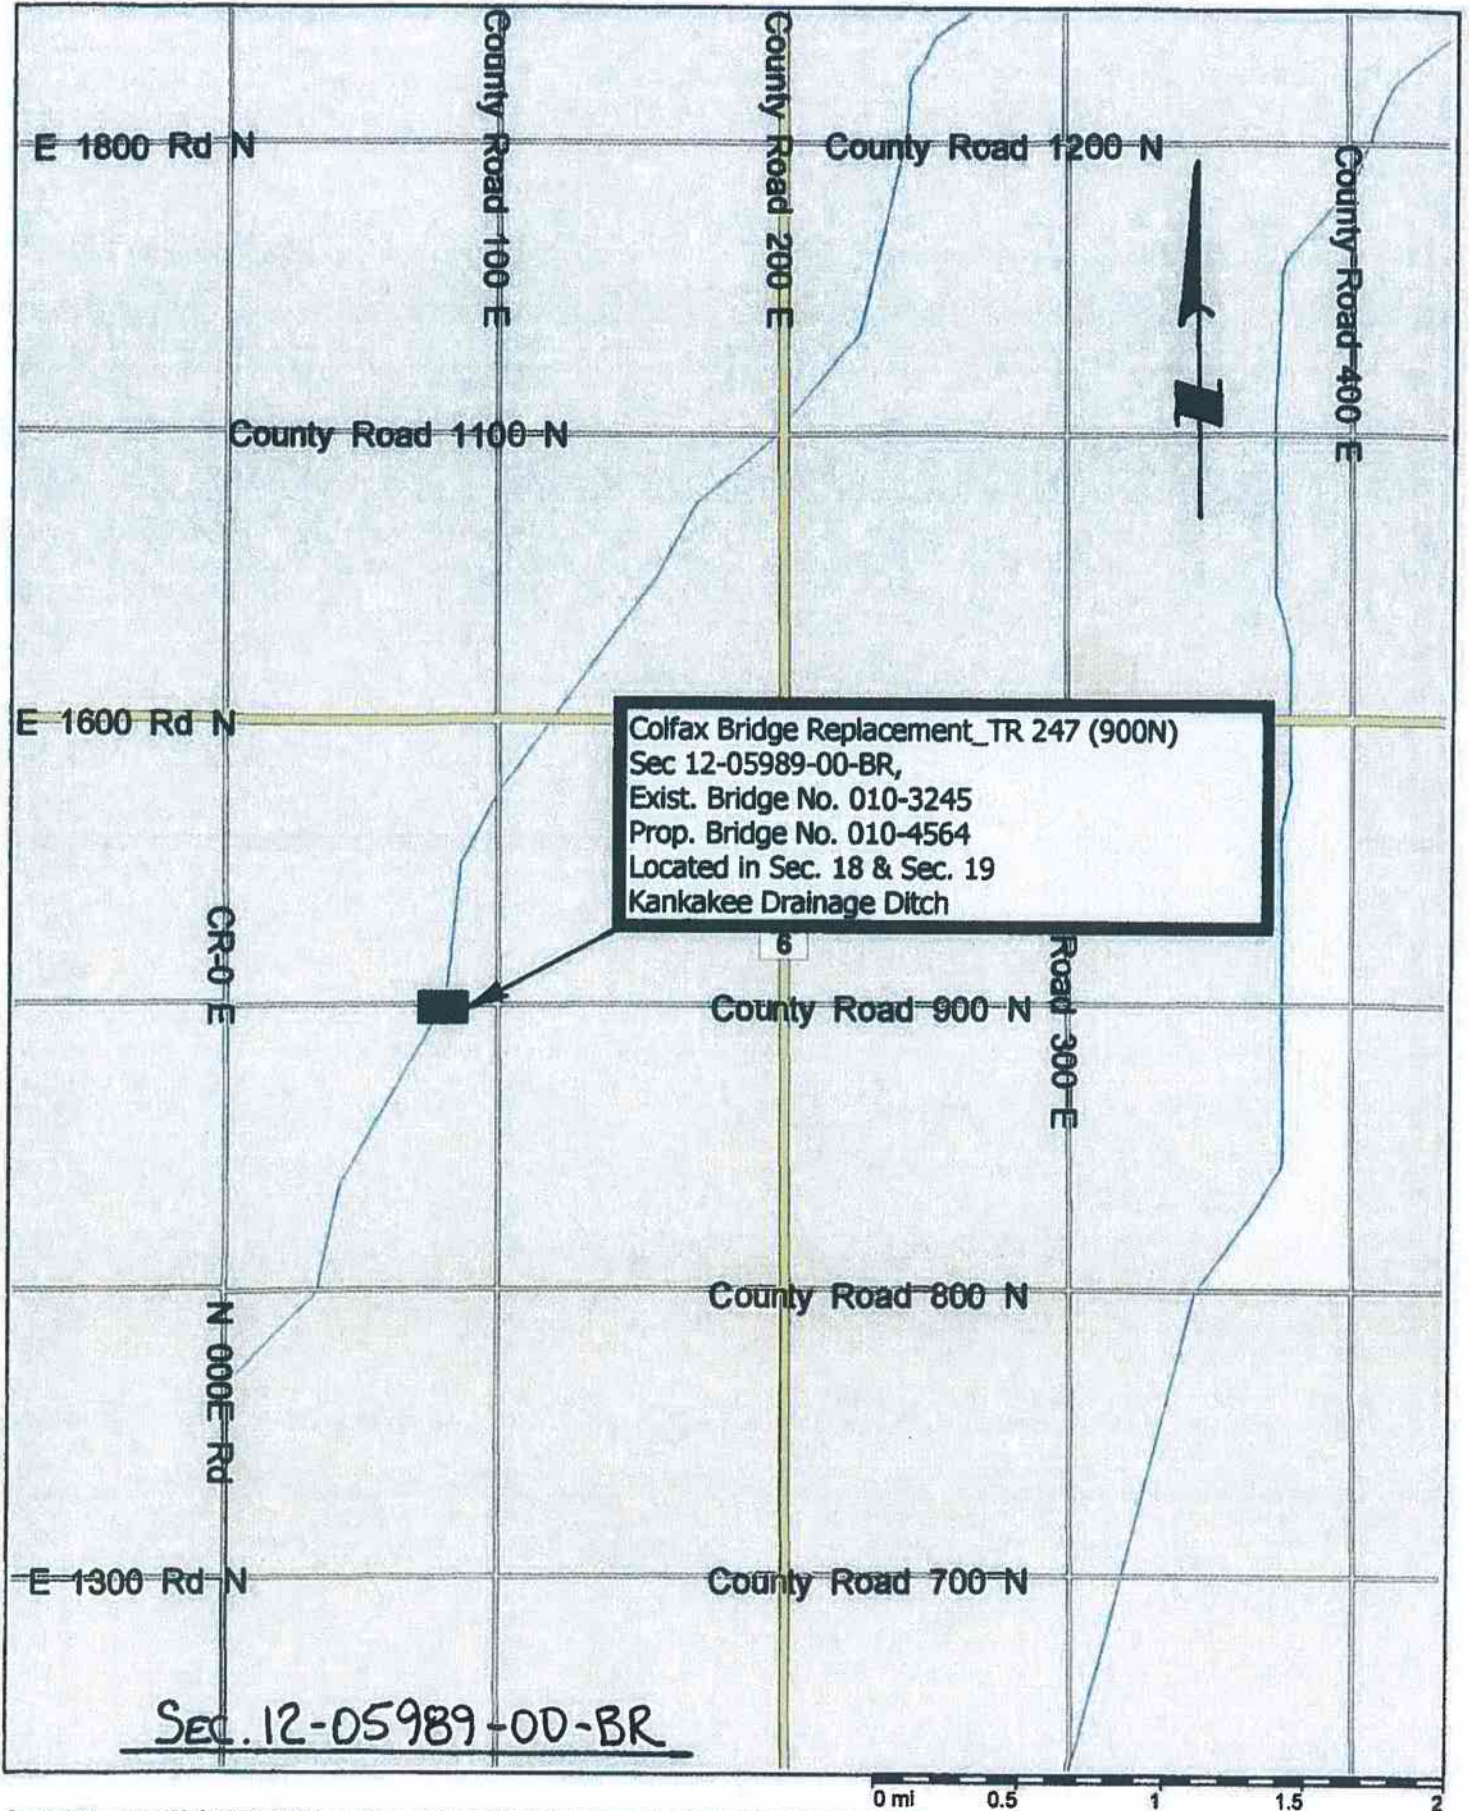 County Road 100 E
County Road 200 E
E 1800 Rd N
County Road 1200 N
County Road 400 E
N
County Road 1100 N
E 1600 Rd N
Colfax Bridge Replacement_TR 247 (900N)
Sec 12-05989-00-BR,
Exist. Bridge No. 010-3245
Prop. Bridge No. 010-4564
Located in Sec. 18 & Sec. 19
Kankakee Drainage Ditch
CR-0 E
6
County Road 900 N
Road 300 E
County Road 800 N
N 000E Rd
E 1300 Rd N
County Road 700 N
SEC. 12-05989-00-BR
0 mi 0.5 1 1.5 2